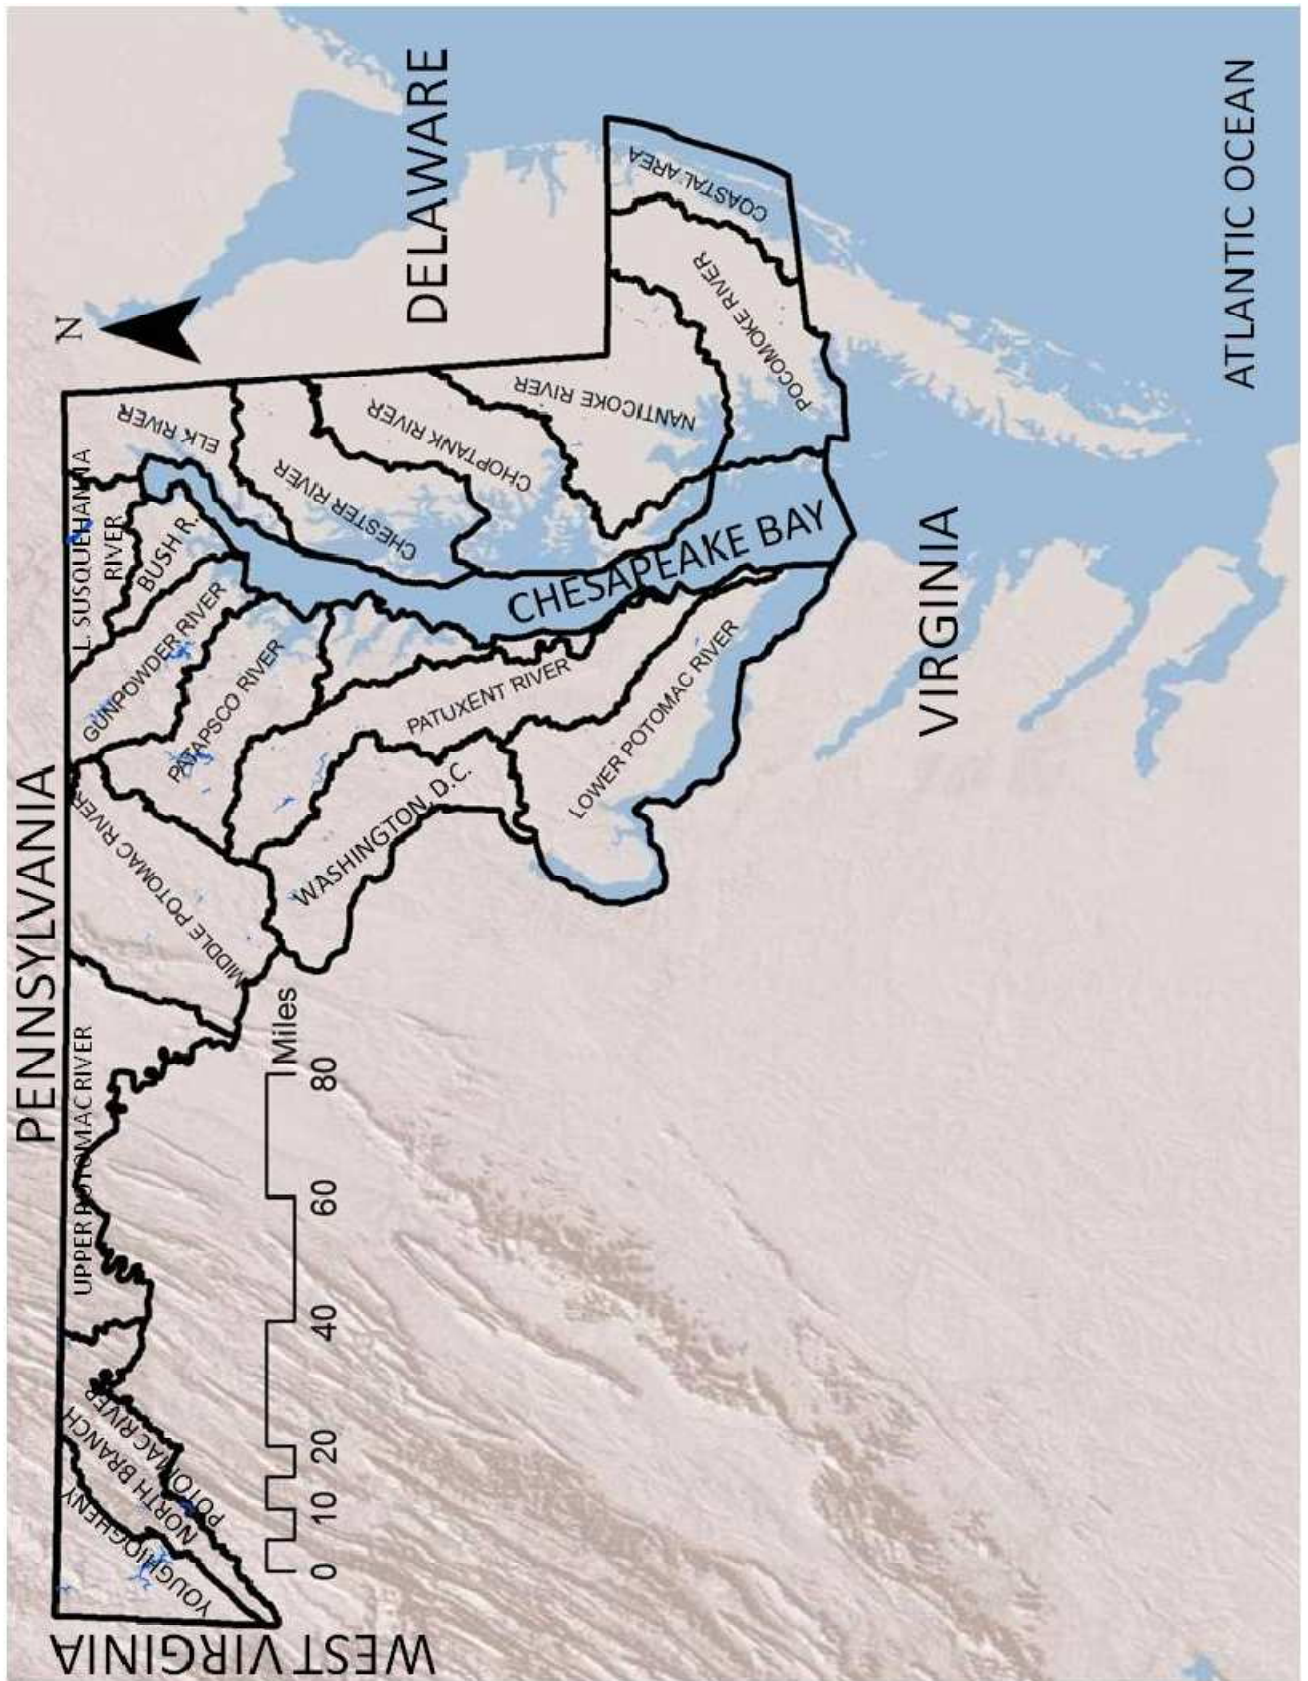 PENNSYLVANIA
N
WEST VIRGINIA
DELAWARE
VIRGINIA
ATLANTIC OCEAN
CHESAPEAKE BAY
YOUGHIOGHENY
NORTH BRANCH
POTOMAC RIVER
UPPER POTOMAC RIVER
MIDDLE POTOMAC RIVER
WASHINGTON, D.C.
LOWER POTOMAC RIVER
PATUXENT RIVER
PATAPSCO RIVER
GUNPOWDER RIVER
BUSH R.
L. SUSQUEHANNA
RIVER
ELK RIVER
CHESTER RIVER
CHOPTANK RIVER
NANTICOKE RIVER
POCOMOKE RIVER
COASTAL AREA
0 10 20 40 60 80
Miles